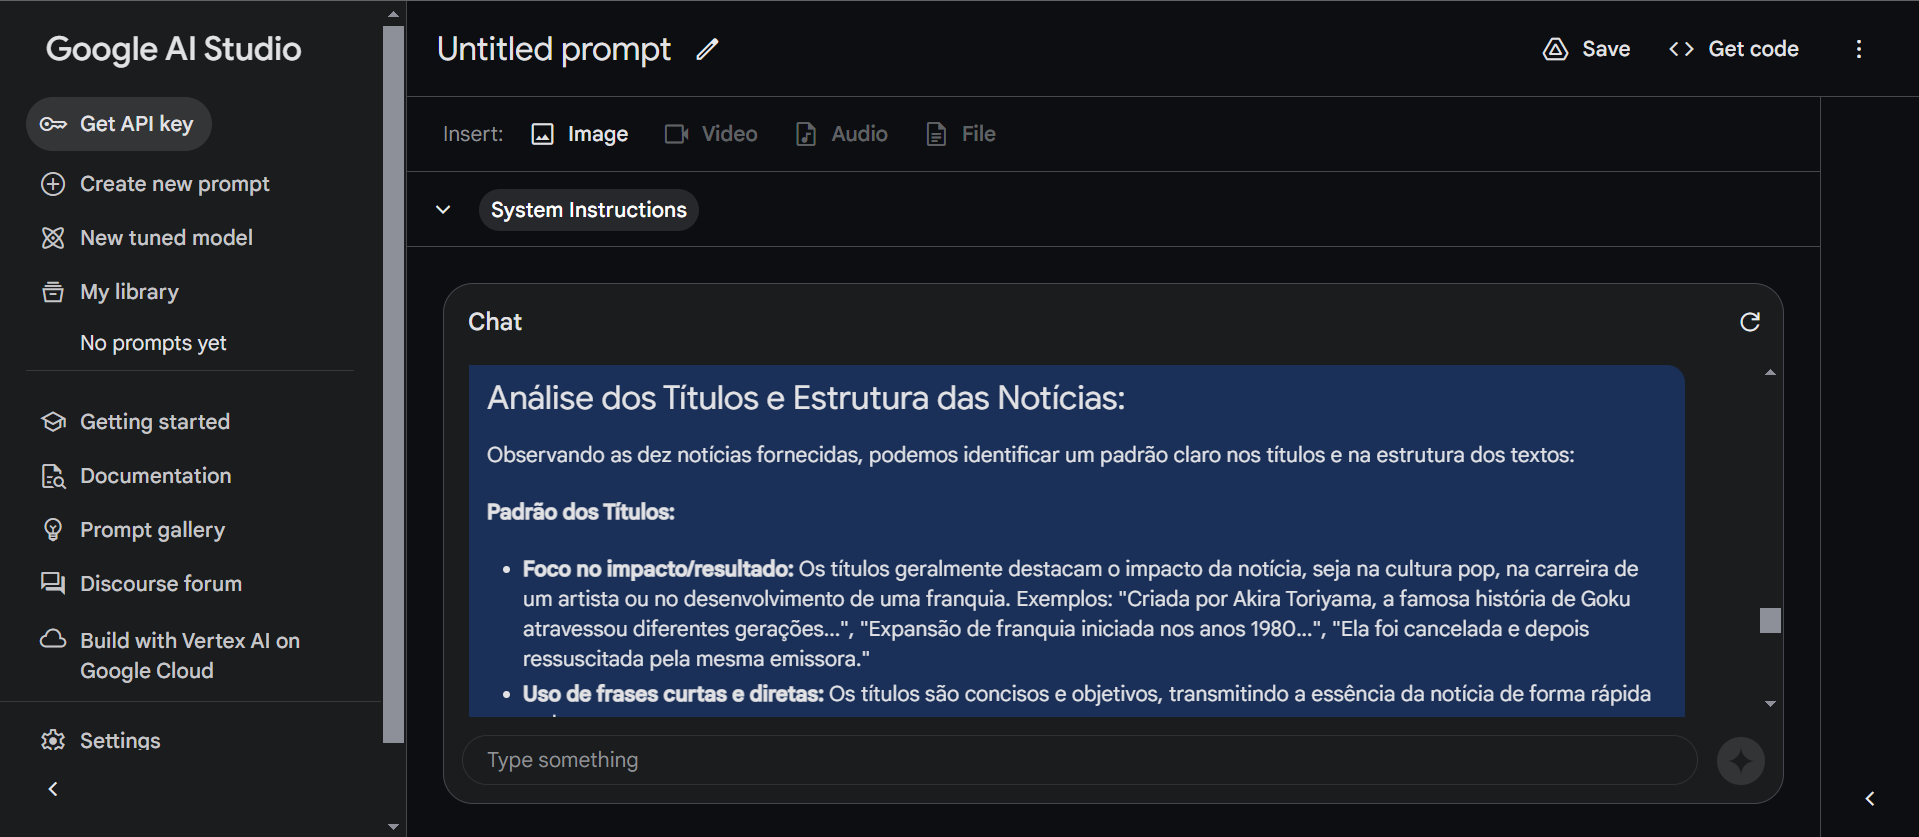 Google AI Studio
Get API key
Create new prompt
New tuned model
My library
No prompts yet
Getting started
Documentation
Prompt gallery
Discourse forum
Build with Vertex AI on
Google Cloud
Settings
Untitled prompt
Save
Get code
Insert:
Image
Video
Audio
File
System Instructions
Chat
Análise dos Títulos e Estrutura das Notícias:
Observando as dez notícias fornecidas, podemos identificar um padrão claro nos títulos e na estrutura dos textos:
Padrão dos Títulos:
• Foco no impacto/resultado: Os títulos geralmente destacam o impacto da notícia, seja na cultura pop, na carreira de
um artista ou no desenvolvimento de uma franquia. Exemplos: "Criada por Akira Toriyama, a famosa história de Goku
atravessou diferentes gerações...", "Expansão de franquia iniciada nos anos 1980...", "Ela foi cancelada e depois
ressuscitada pela mesma emissora."
• Uso de frases curtas e diretas: Os títulos são concisos e objetivos, transmitindo a essência da notícia de forma rápida
Type something